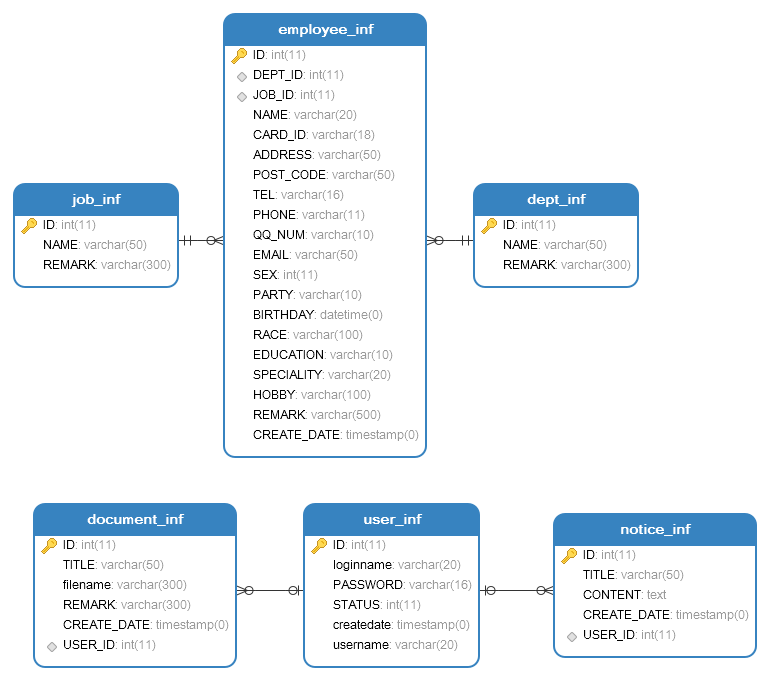 employee_inf
ID: int(11)
DEPT_ID: int(11)
JOB_ID: int(11)
NAME: varchar(20)
CARD_ID: varchar(18)
ADDRESS: varchar(50)
POST_CODE: varchar(50)
TEL: varchar(16)
PHONE: varchar(11)
QQ_NUM: varchar(10)
EMAIL: varchar(50)
SEX: int(11)
PARTY: varchar(10)
BIRTHDAY: datetime(0)
RACE: varchar(100)
EDUCATION: varchar(10)
SPECIALITY: varchar(20)
HOBBY: varchar(100)
REMARK: varchar(500)
CREATE_DATE: timestamp(0)
job_inf
ID: int(11)
NAME: varchar(50)
REMARK: varchar(300)
dept_inf
ID: int(11)
NAME: varchar(50)
REMARK: varchar(300)
document_inf
ID: int(11)
TITLE: varchar(50)
filename: varchar(300)
REMARK: varchar(300)
CREATE_DATE: timestamp(0)
USER_ID: int(11)
user_inf
ID: int(11)
loginname: varchar(20)
PASSWORD: varchar(16)
STATUS: int(11)
createdate: timestamp(0)
username: varchar(20)
notice_inf
ID: int(11)
TITLE: varchar(50)
CONTENT: text
CREATE_DATE: timestamp(0)
USER_ID: int(11)